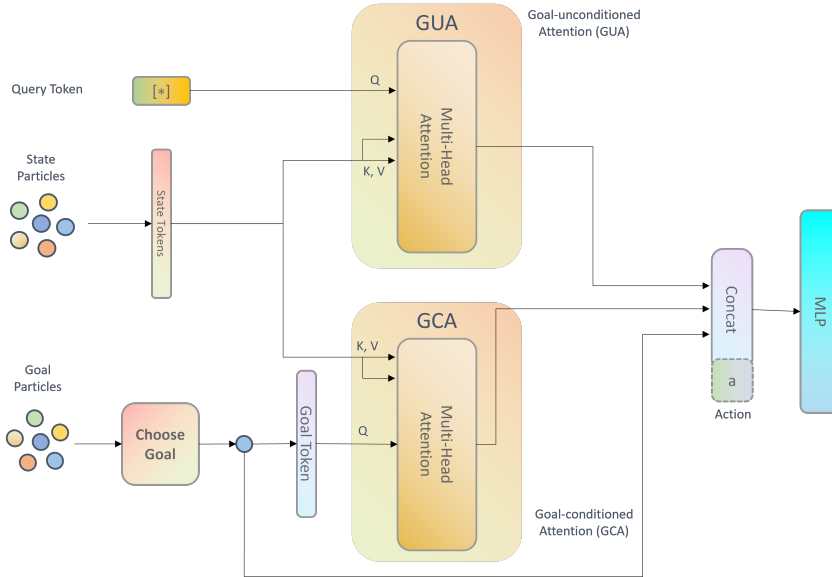 GUA
Goal-unconditioned
Attention (GUA)
Query Token
[*]
Q
Multi-Head
Attention
K, V
State
Particles
State Tokens
GCA
K, V
Concat
MLP
Goal
Particles
Choose
Goal
Goal Token
Q
Multi-Head
Attention
a
Action
Goal-conditioned
Attention (GCA)